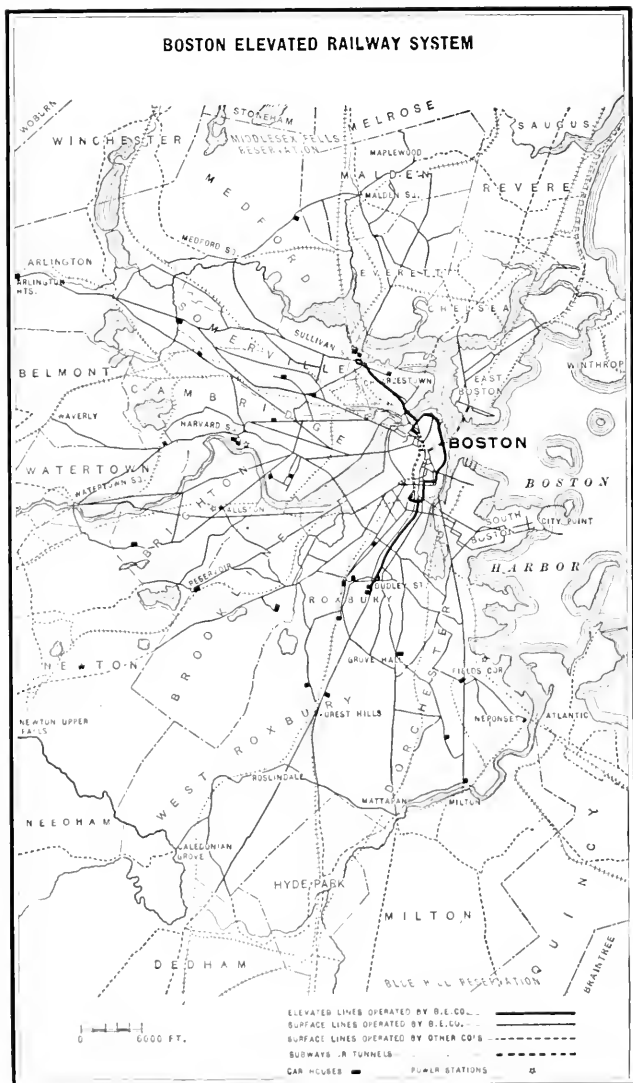 BOSTON ELEVATED RAILWAY SYSTEM
WOBURN
STONEHAM
MELROSE
SAUGUS
WINCHESTER
MIDDLESEX FELLS
RESERVATION
MAPLEWOOD
MALDEN
REVERE
MEDFORD
MALDEN SQ.
MEDFORD SQ.
ARLINGTON
ARLINGTON
HTS.
EVERETT
CHELSEA
SOMERVILLE
SULLIVAN
BELMONT
CHARLESTOWN
EAST
BOSTON
WINTHROP
CAMBRIDGE
WAVERLY
HARVARD S.
BOSTON
WATERTOWN
WATERTOWN SQ.
BRIGHTON
ALLSTON
BOSTON
HARBOR
SOUTH
BOSTON
CITY POINT
RESERVOIR
DUDLEY ST.
ROXBURY
NEWTON
BROOKLINE
GROVE HALL
DORCHESTER
FIELDS COR.
NEWTON UPPER
FALLS
FOREST HILLS
NEPONSET
ATLANTIC
WEST ROXBURY
ROSLINDALE
MATTAPAN
MILTON
NEEDHAM
CALEDONIAN
GROVE
HYDE PARK
QUINCY
MILTON
DEDHAM
BLUE HILL RESERVATION
BRAINTREE
0 6000 FT.
ELEVATED LINES OPERATED BY B.E.CO.
SURFACE LINES OPERATED BY B.E.CO.
SURFACE LINES OPERATED BY OTHER CO'S
SUBWAYS OR TUNNELS
CAR HOUSES POWER STATIONS